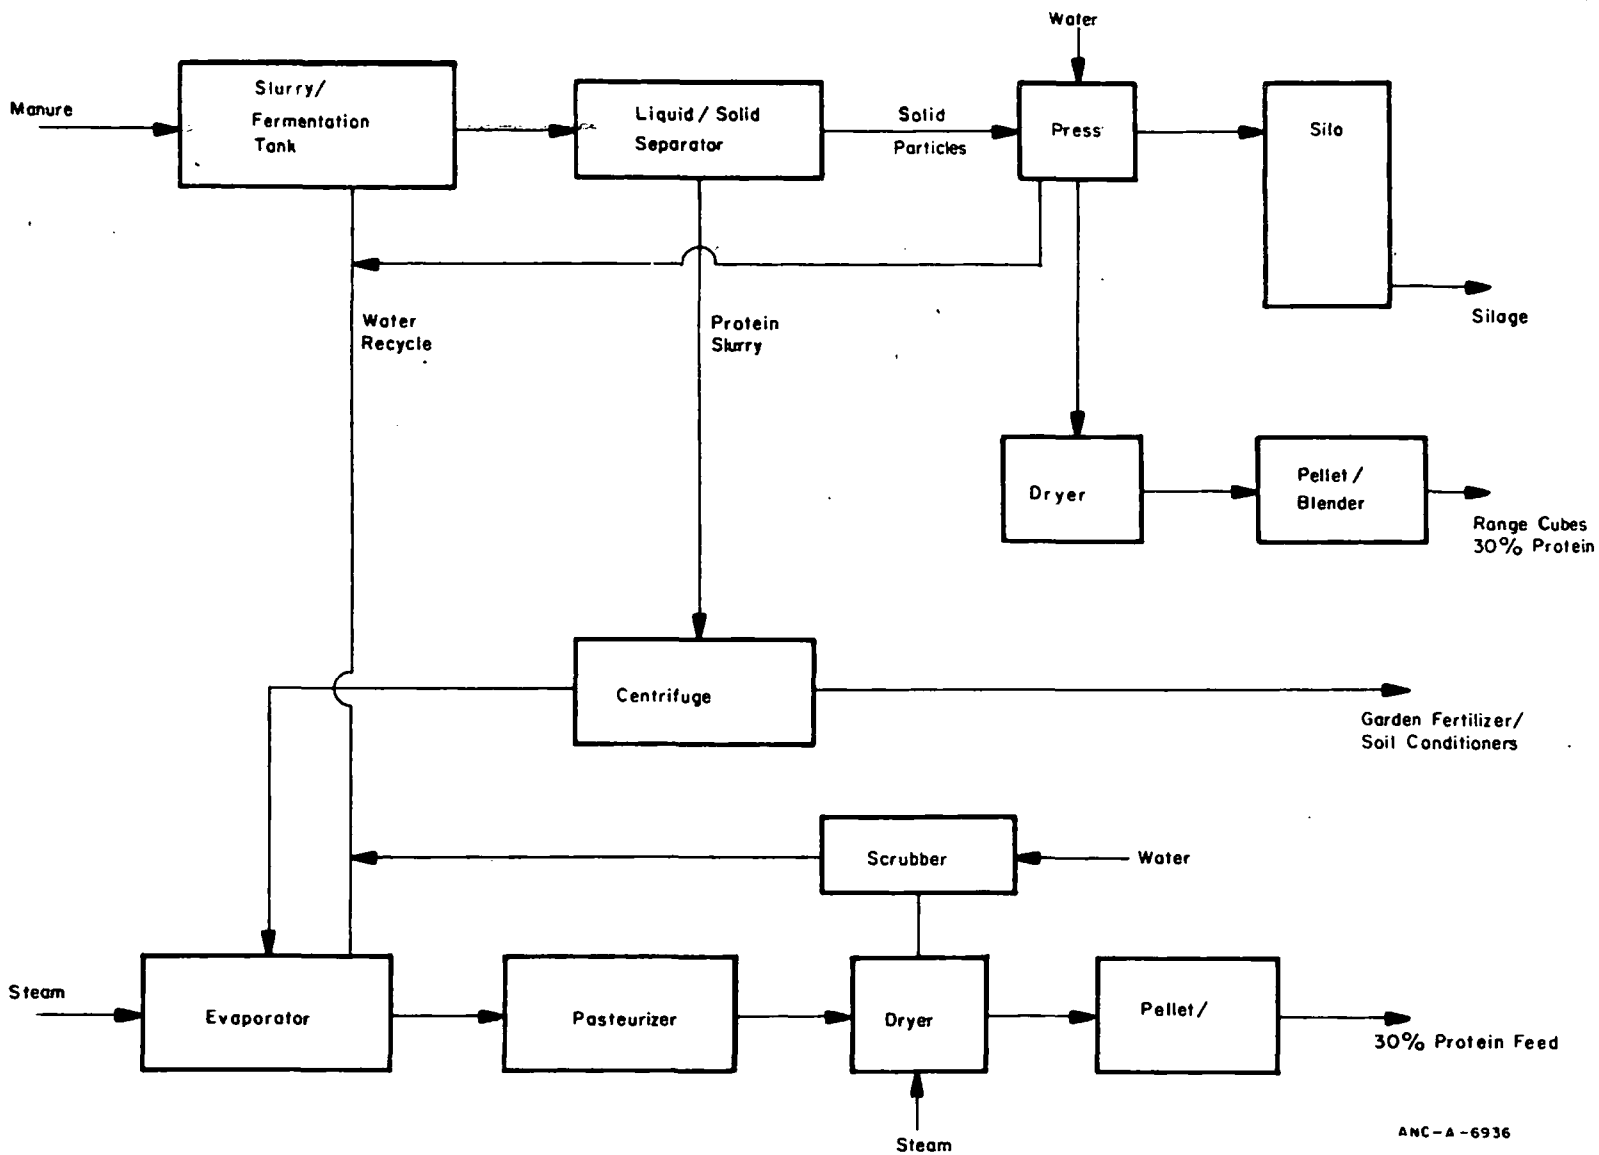 Water
Manure
Slurry/
Fermentation
Tank
Liquid / Solid
Separator
Solid
Particles
Press
Silo
Silage
Water
Recycle
Protein
Slurry
Dryer
Pellet /
Blender
Range Cubes
30% Protein
Centrifuge
Garden Fertilizer/
Soil Conditioners
Scrubber
Water
Steam
Evaporator
Pasteurizer
Dryer
Pellet/
30% Protein Feed
Steam
ANC-A-6936